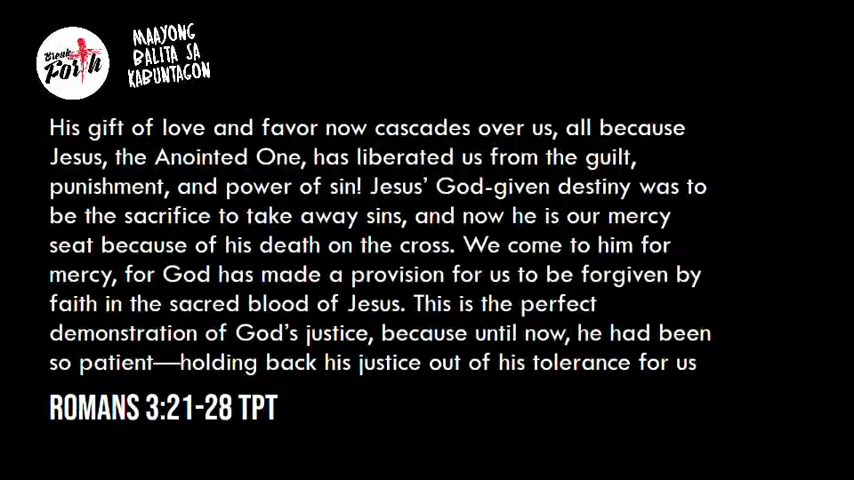 Break
Forth
MAAYONG
BALITA SA
KABUNTAGON
His gift of love and favor now cascades over us, all because
Jesus, the Anointed One, has liberated us from the guilt,
punishment, and power of sin! Jesus’ God-given destiny was to
be the sacrifice to take away sins, and now he is our mercy
seat because of his death on the cross. We come to him for
mercy, for God has made a provision for us to be forgiven by
faith in the sacred blood of Jesus. This is the perfect
demonstration of God’s justice, because until now, he had been
so patient—holding back his justice out of his tolerance for us
ROMANS 3:21-28 TPT